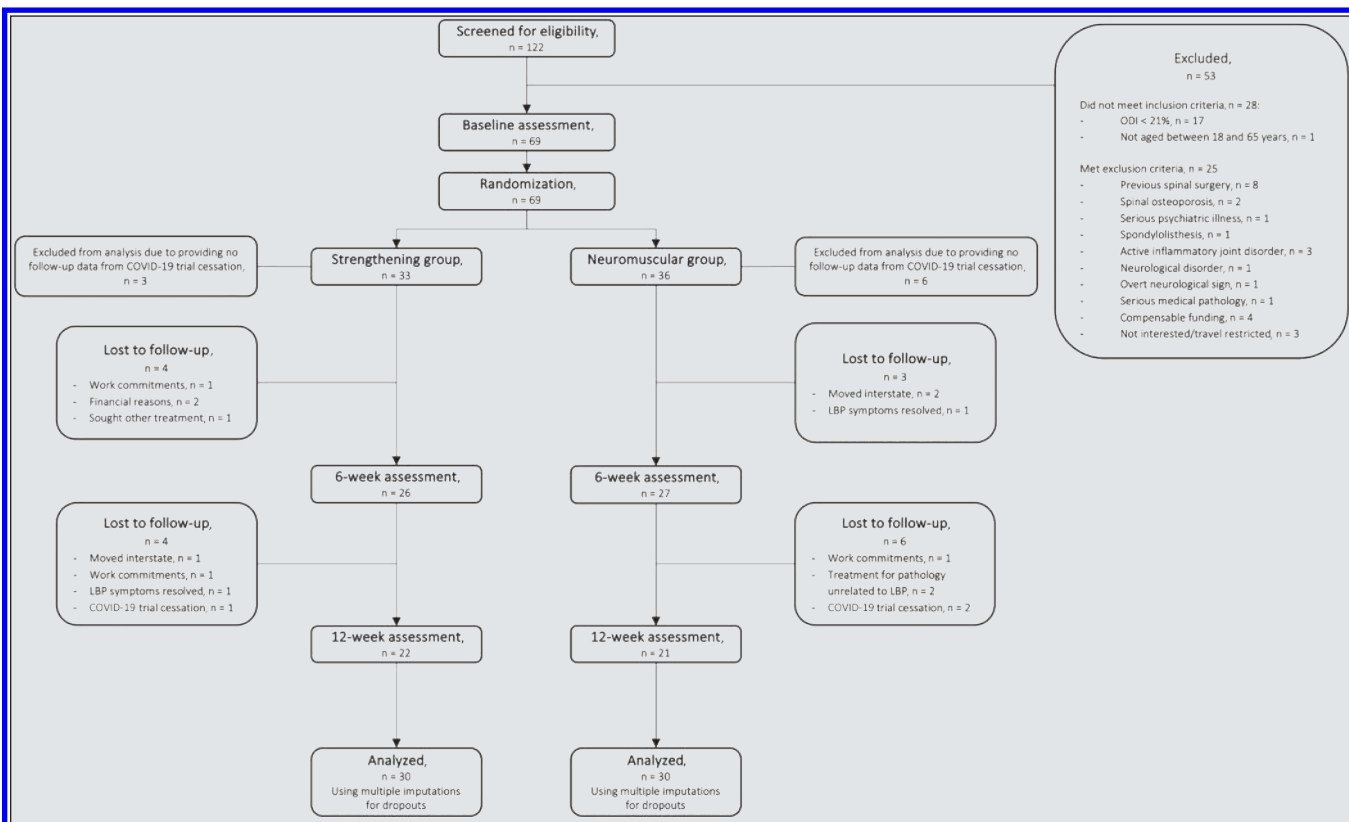 Screened for eligibility,
n = 122
Excluded,
n = 53
Did not meet inclusion criteria, n = 28:
- ODI < 21%, n = 17
- Not aged between 18 and 65 years, n = 1
Met exclusion criteria, n = 25
- Previous spinal surgery, n = 8
- Spinal osteoporosis, n = 2
- Serious psychiatric illness, n = 1
- Spondylolisthesis, n = 1
- Active inflammatory joint disorder, n = 3
- Neurological disorder, n = 1
- Overt neurological sign, n = 1
- Serious medical pathology, n = 1
- Compensable funding, n = 4
- Not interested/travel restricted, n = 3
Baseline assessment,
n = 69
Randomization,
n = 69
Excluded from analysis due to providing no
follow-up data from COVID-19 trial cessation,
n = 3
Strengthening group,
n = 33
Neuromuscular group,
n = 36
Excluded from analysis due to providing no
follow-up data from COVID-19 trial cessation,
n = 6
Lost to follow-up,
n = 4
- Work commitments, n = 1
- Financial reasons, n = 2
- Sought other treatment, n = 1
Lost to follow-up,
n = 3
- Moved interstate, n = 2
- LBP symptoms resolved, n = 1
6-week assessment,
n = 26
6-week assessment,
n = 27
Lost to follow-up,
n = 4
- Moved interstate, n = 1
- Work commitments, n = 1
- LBP symptoms resolved, n = 1
- COVID-19 trial cessation, n = 1
Lost to follow-up,
n = 6
- Work commitments, n = 1
- Treatment for pathology
unrelated to LBP, n = 2
- COVID-19 trial cessation, n = 2
12-week assessment,
n = 22
12-week assessment,
n = 21
Analyzed,
n = 30
Using multiple imputations
for dropouts
Analyzed,
n = 30
Using multiple imputations
for dropouts